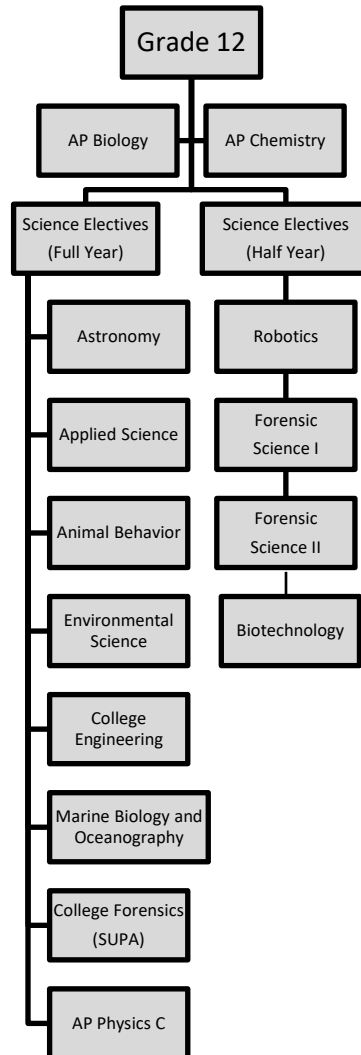 Grade 12
AP Biology
AP Chemistry
Science Electives
(Full Year)
Science Electives
(Half Year)
Astronomy
Applied Science
Animal Behavior
Environmental
Science
College
Engineering
Marine Biology and
Oceanography
College Forensics
(SUPA)
AP Physics C
Robotics
Forensic
Science I
Forensic
Science II
Biotechnology